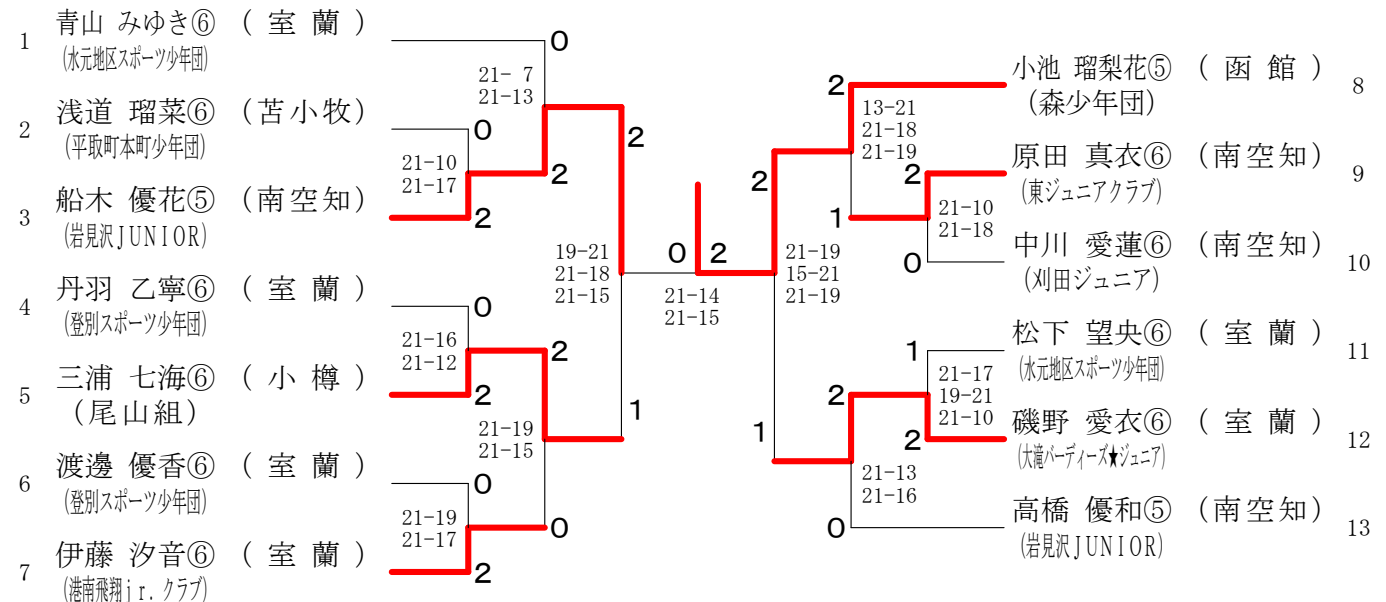 1 青山 みゆき⑥ (室蘭)
(水元地区スポーツ少年団)
2 浅道 瑠菜⑥ (苫小牧)
(平取町本町少年団)
3 船木 優花⑤ (南空知)
(岩見沢JUNIOR)
4 丹羽 乙寧⑥ (室蘭)
(登別スポーツ少年団)
5 三浦 七海⑥ (小樽)
(尾山組)
6 渡邊 優香⑥ (室蘭)
(登別スポーツ少年団)
7 伊藤 汐音⑥ (室蘭)
(港南飛翔jr.クラブ)
0
21- 7
21-13
0
2
21-10
21-17
2
2
19-21
21-18
21-15
0
21-16
21-12
2
2
21-19
21-15
1
0
21-19
21-17
0
2
0 2
21-14
21-15
2
13-21
21-18
21-19
2
2
1
21-10
21-18
0
21-19
15-21
21-19
1
21-17
19-21
21-10
2
2
1
21-13
21-16
0
小池 瑠梨花⑤ (函館) 8
(森少年団)
原田 真衣⑥ (南空知) 9
(東ジュニアクラブ)
中川 愛蓮⑥ (南空知) 10
(刈田ジュニア)
松下 望央⑥ (室蘭) 11
(水元地区スポーツ少年団)
磯野 愛衣⑥ (室蘭) 12
(大滝バーディーズ★ジュニア)
高橋 優和⑤ (南空知) 13
(岩見沢JUNIOR)